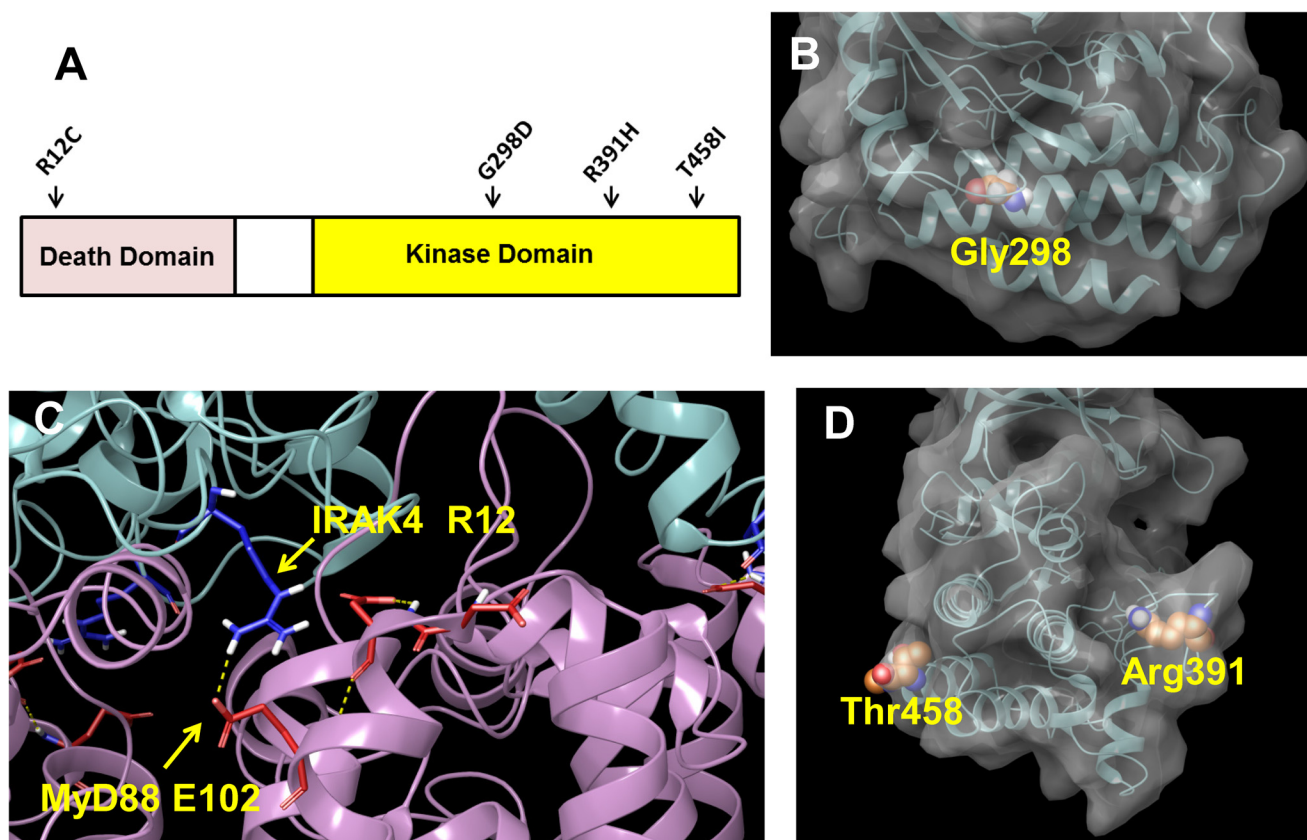 A
R12C
G298D
R391H
T458I
Death Domain
Kinase Domain
B
Gly298
C
IRAK4 R12
MyD88 E102
D
Arg391
Thr458